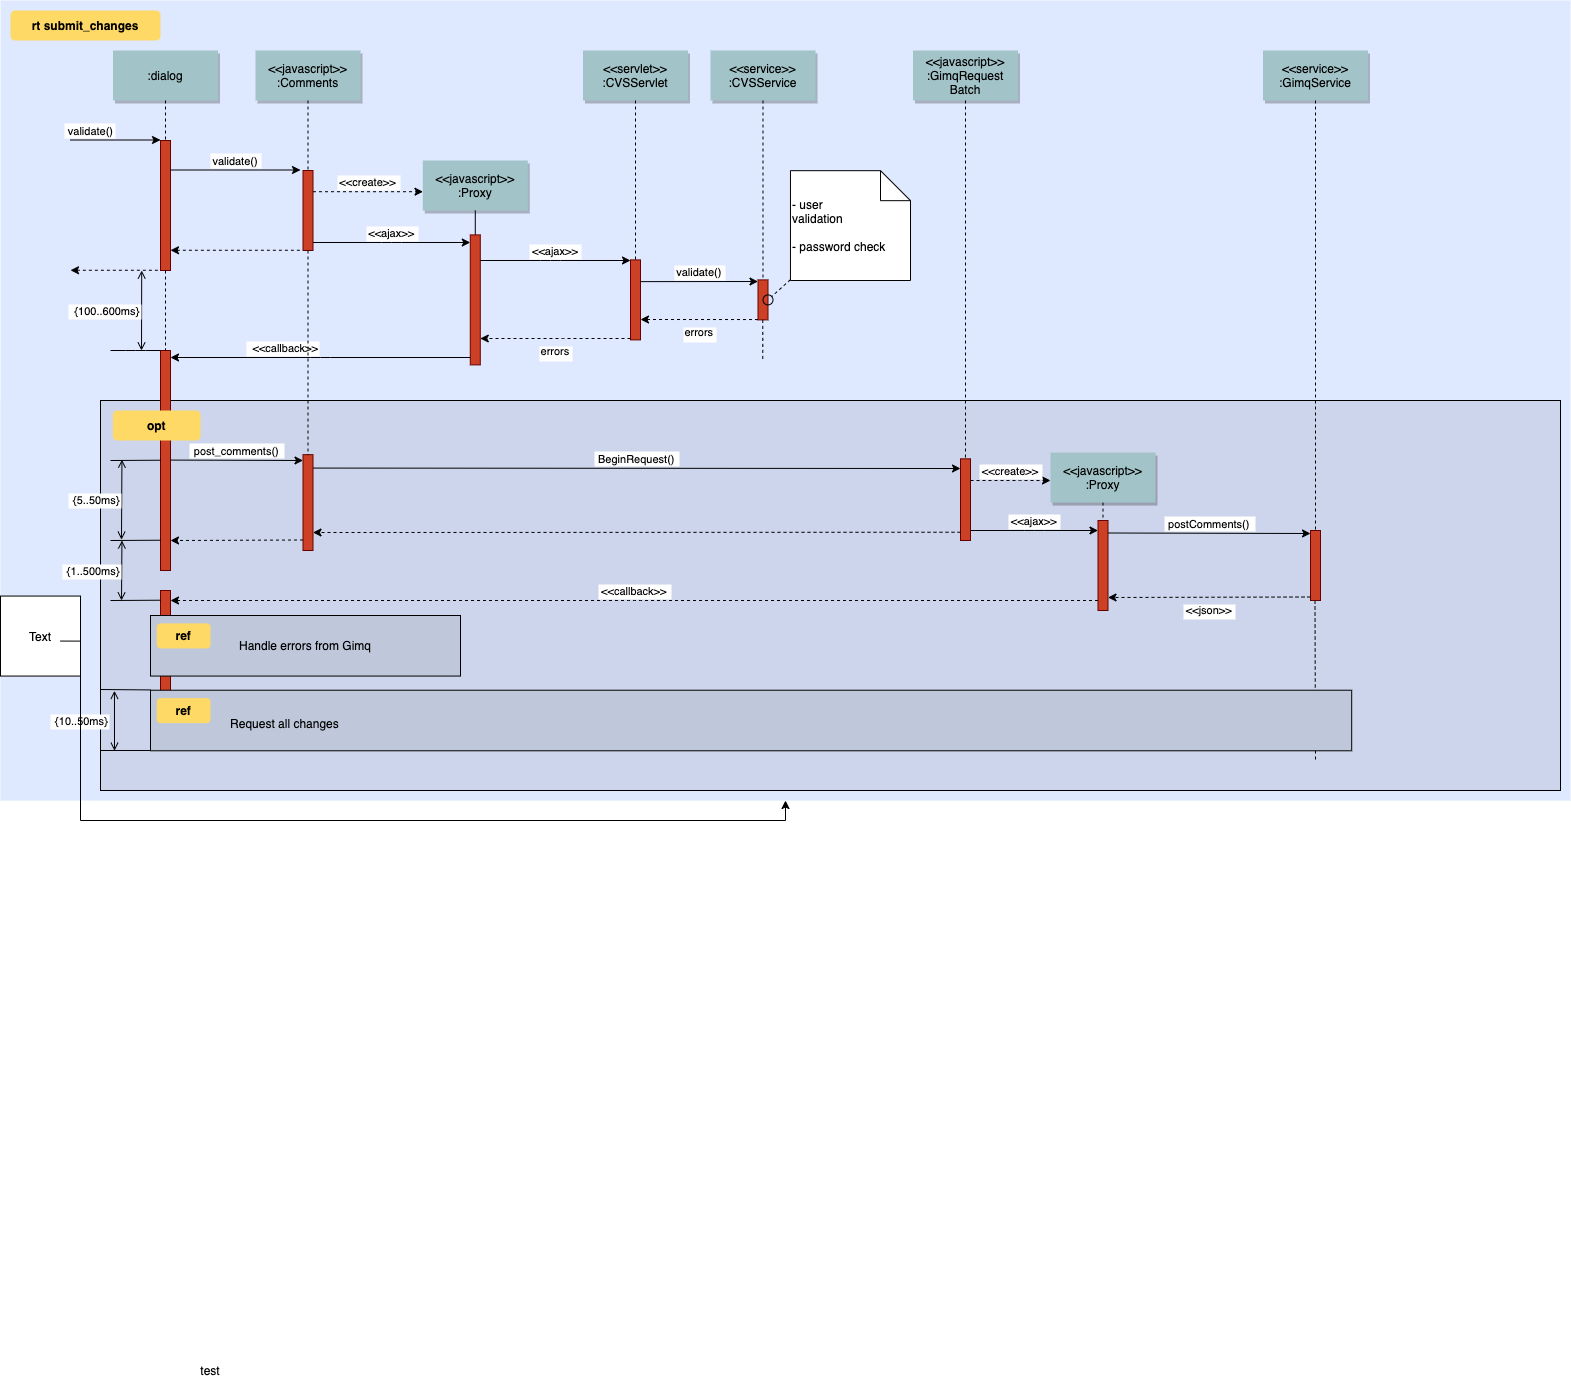 rt submit_changes
:dialog
<<javascript>>
:Comments
<<servlet>>
:CVSServlet
<<service>>
:CVSService
<<javascript>>
:GimqRequest
Batch
<<service>>
:GimqService
validate()
validate()
<<create>>
<<javascript>>
:Proxy
- user
validation
- password check
<<ajax>>
<<ajax>>
validate()
{100..600ms}
errors
errors
<<callback>>
opt
post_comments()
BeginRequest()
<<create>>
<<javascript>>
:Proxy
{5..50ms}
<<ajax>>
postComments()
{1..500ms}
<<callback>>
<<json>>
Text
ref
Handle errors from Gimq
ref
{10..50ms}
Request all changes
test